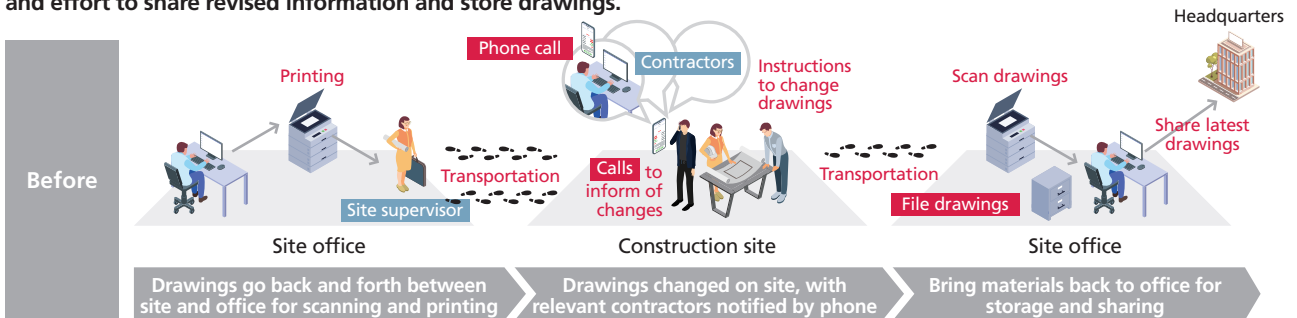 and effort to share revised information and store drawings.
Headquarters
Before
Printing
Site supervisor
Site office
Transportation
Phone call
Contractors
Instructions
to change
drawings
Calls to
inform of
changes
Construction site
Transportation
Scan drawings
File drawings
Share latest
drawings
Site office
Drawings go back and forth between
site and office for scanning and printing
Drawings changed on site, with
relevant contractors notified by phone
Bring materials back to office for
storage and sharing